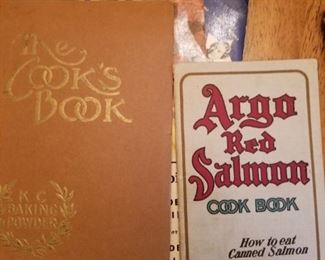 The
Cook's
Book
K C
BAKING
POWDER
Argo
Red
Salmon
COOK BOOK
How to eat
Canned Salmon